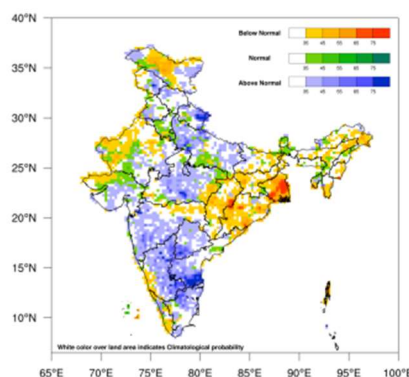 40°N
Below Normal
35 45 55 65 75
35°N
Normal
35 45 55 65 75
Above Normal
35 45 55 65 75
30°N
25°N
20°N
15°N
10°N
White color over land area indicates Climatological probability
65°E 70°E 75°E 80°E 85°E 90°E 95°E 100°